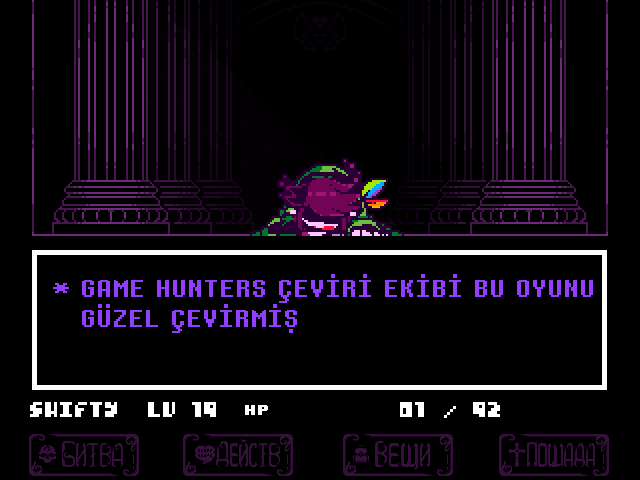 * GAME HUNTERS ÇEVİRİ EKİBİ BU OYUNU
GÜZEL ÇEVİRMİŞ
SWIFTY LV 19 HP 01 / 92
БИТВА ДЕЙСТВ ВЕЩИ ПОЩАДА